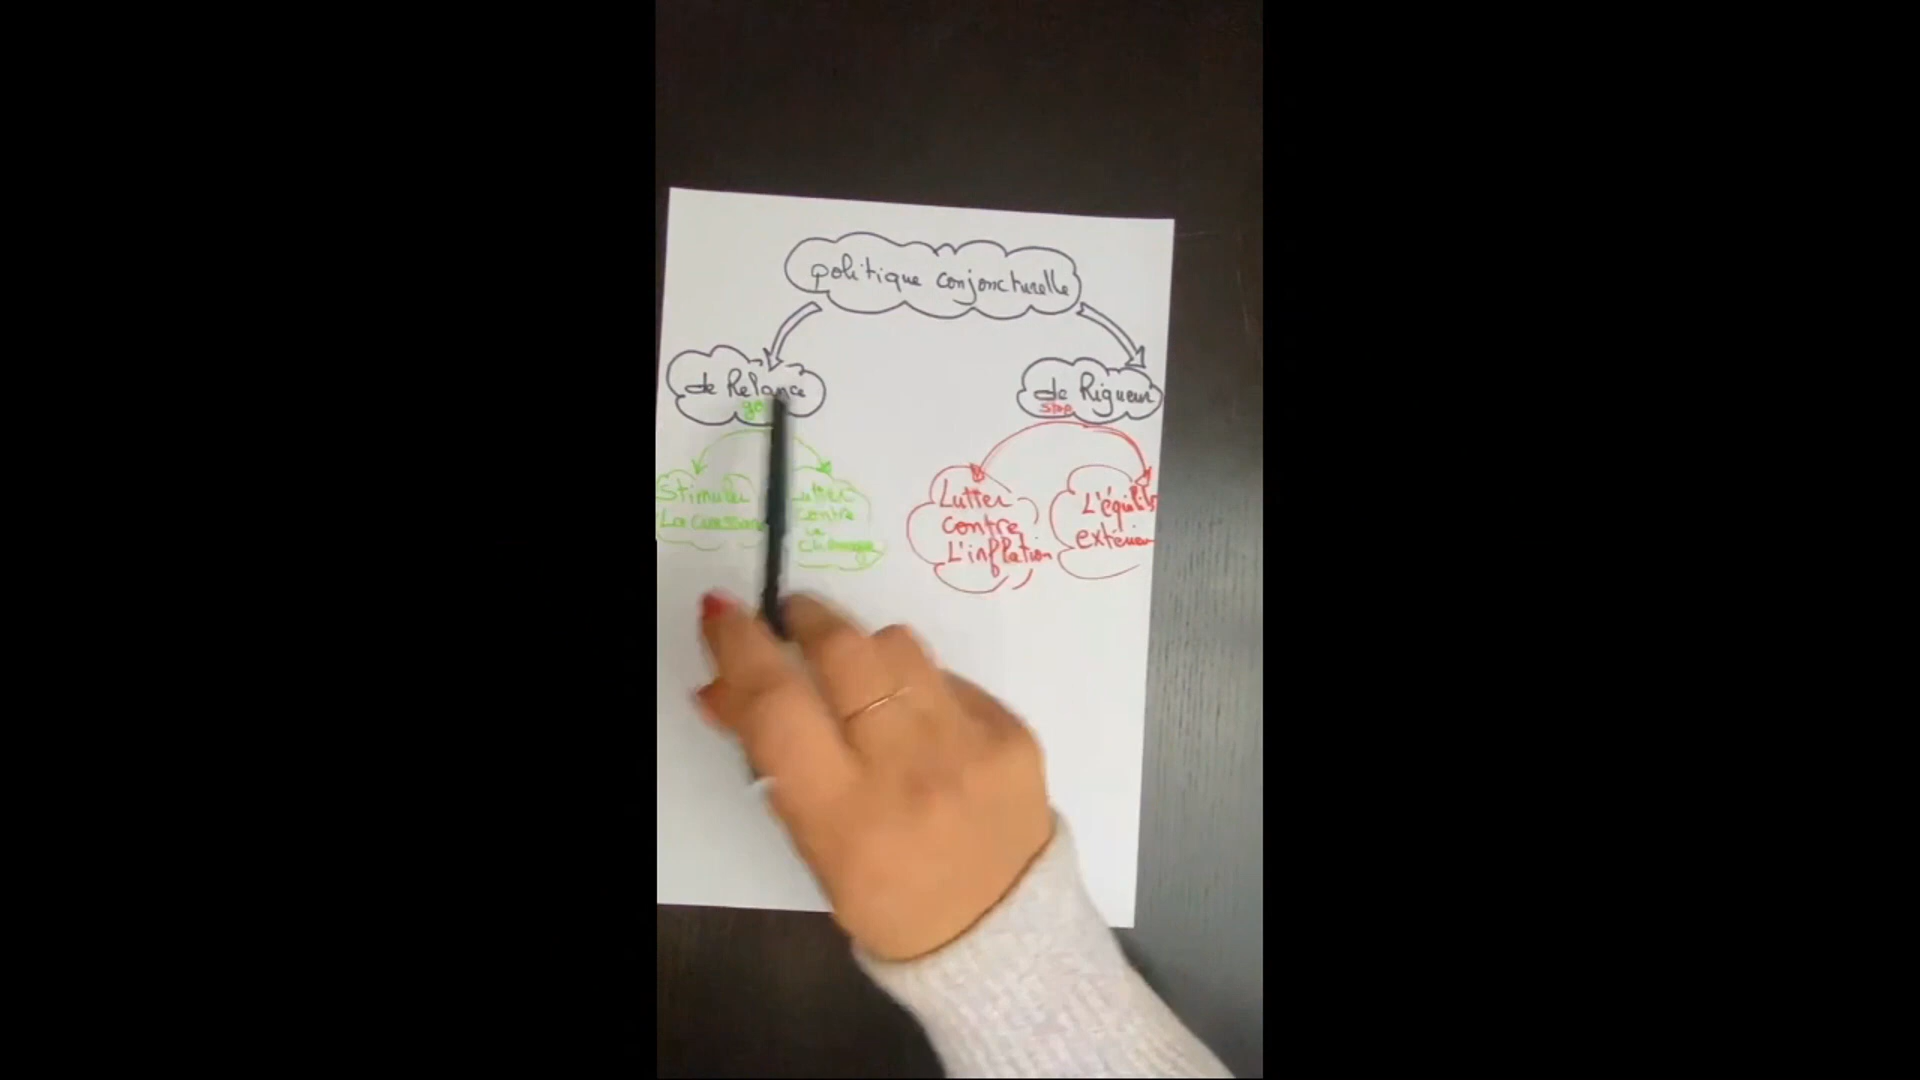 politique conjoncturelle
de Relance
go
de Rigueur
stop
Stimuler
La croissance
Lutter
contre
le
chômage
Lutter
contre
L'inflation
L'équilib
extérieur